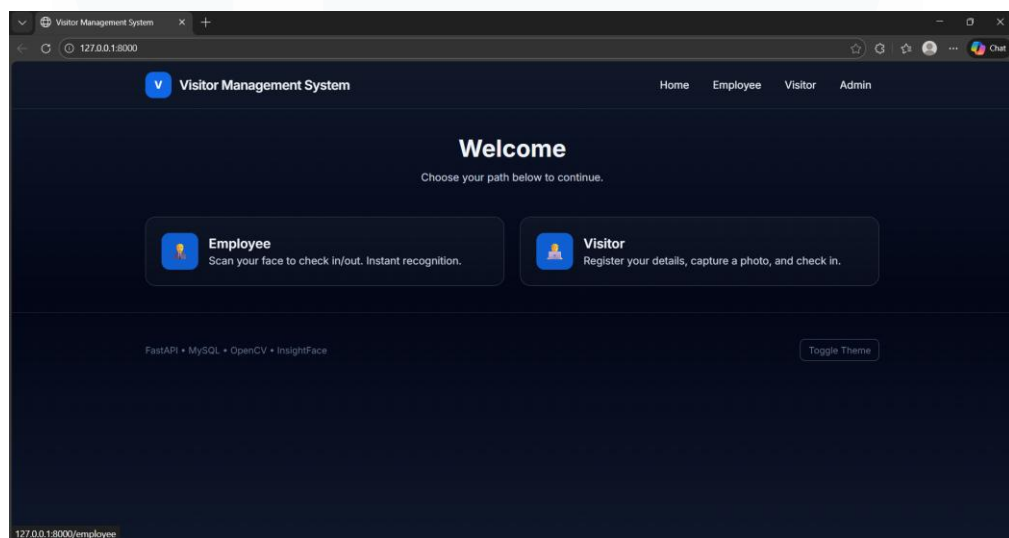 Visitor Management System
127.0.0.1:8000
Chat
V Visitor Management System Home Employee Visitor Admin
Welcome
Choose your path below to continue.
Employee
Scan your face to check in/out. Instant recognition.
Visitor
Register your details, capture a photo, and check in.
FastAPI • MySQL • OpenCV • InsightFace
Toggle Theme
127.0.0.1:8000/employee